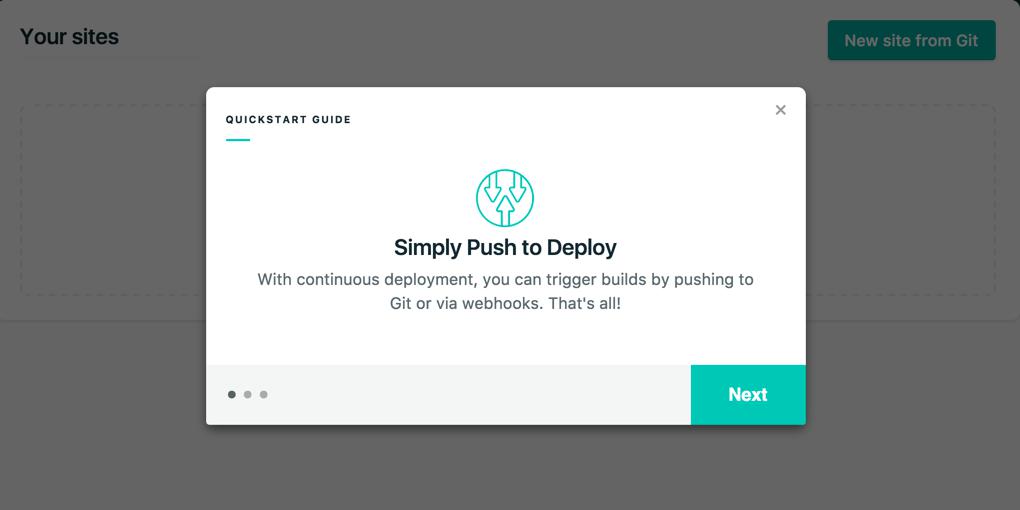 Your sites
New site from Git
QUICKSTART GUIDE
×
Simply Push to Deploy
With continuous deployment, you can trigger builds by pushing to
Git or via webhooks. That's all!
Next